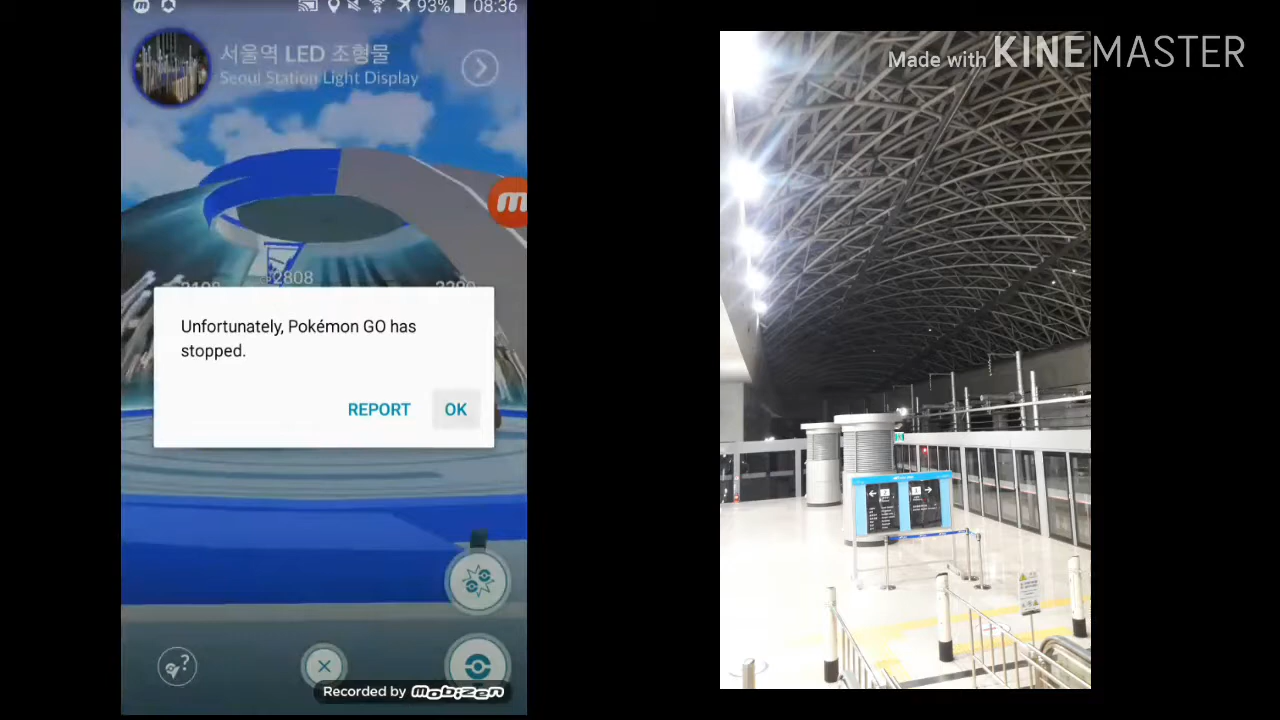 93% 08:36
서울역 LED 조형물
Seoul Station Light Display
2808
Unfortunately, Pokémon GO has
stopped.
REPORT OK
Recorded by mobizen
Made with KINEMASTER